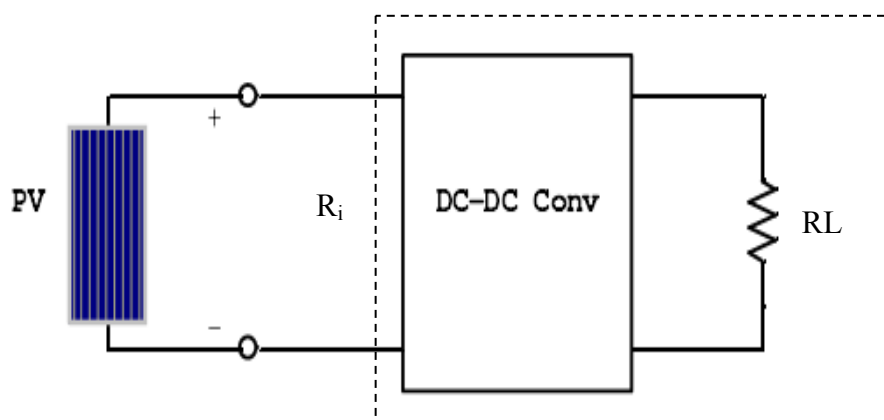 +
PV
Rᵢ
DC-DC Conv
RL
-